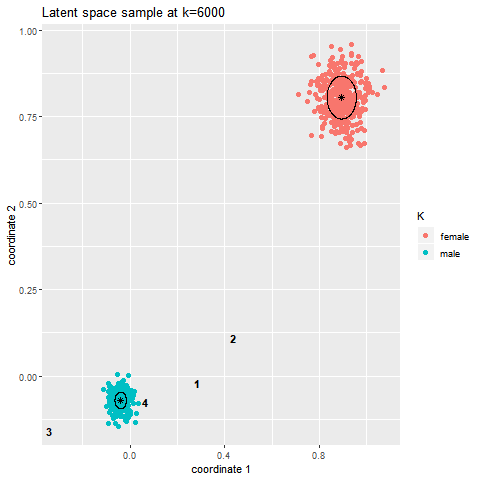 Latent space sample at k=6000
1.00
0.75
0.50
0.25
0.00
coordinate 2
2
1
4
3
0.0
0.4
0.8
coordinate 1
K
female
male